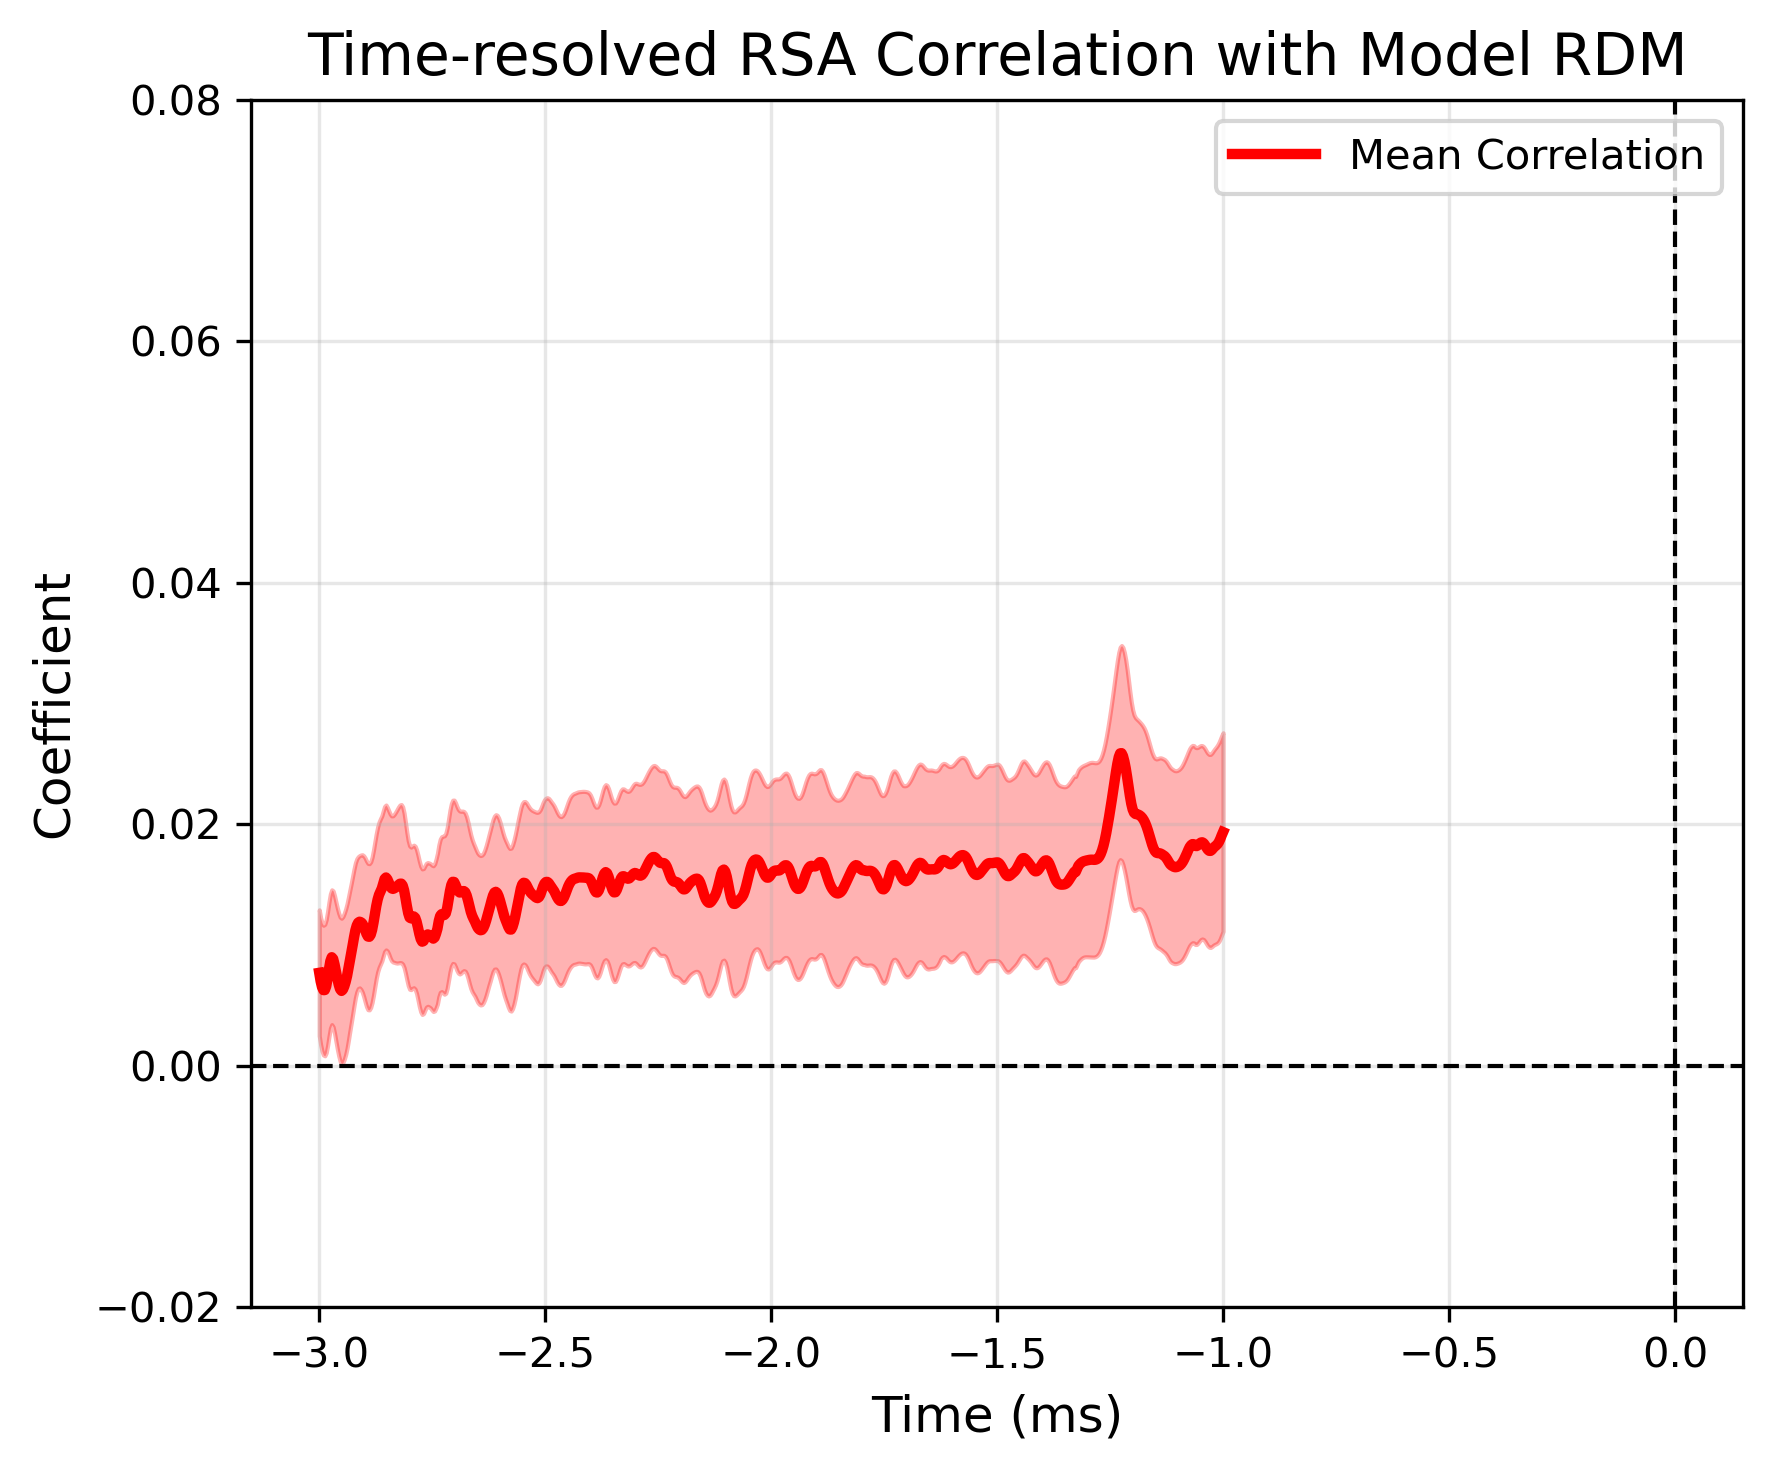 Time-resolved RSA Correlation with Model RDM
Mean Correlation
0.08
0.06
0.04
0.02
0.00
−0.02
Coefficient
−3.0 −2.5 −2.0 −1.5 −1.0 −0.5 0.0
Time (ms)